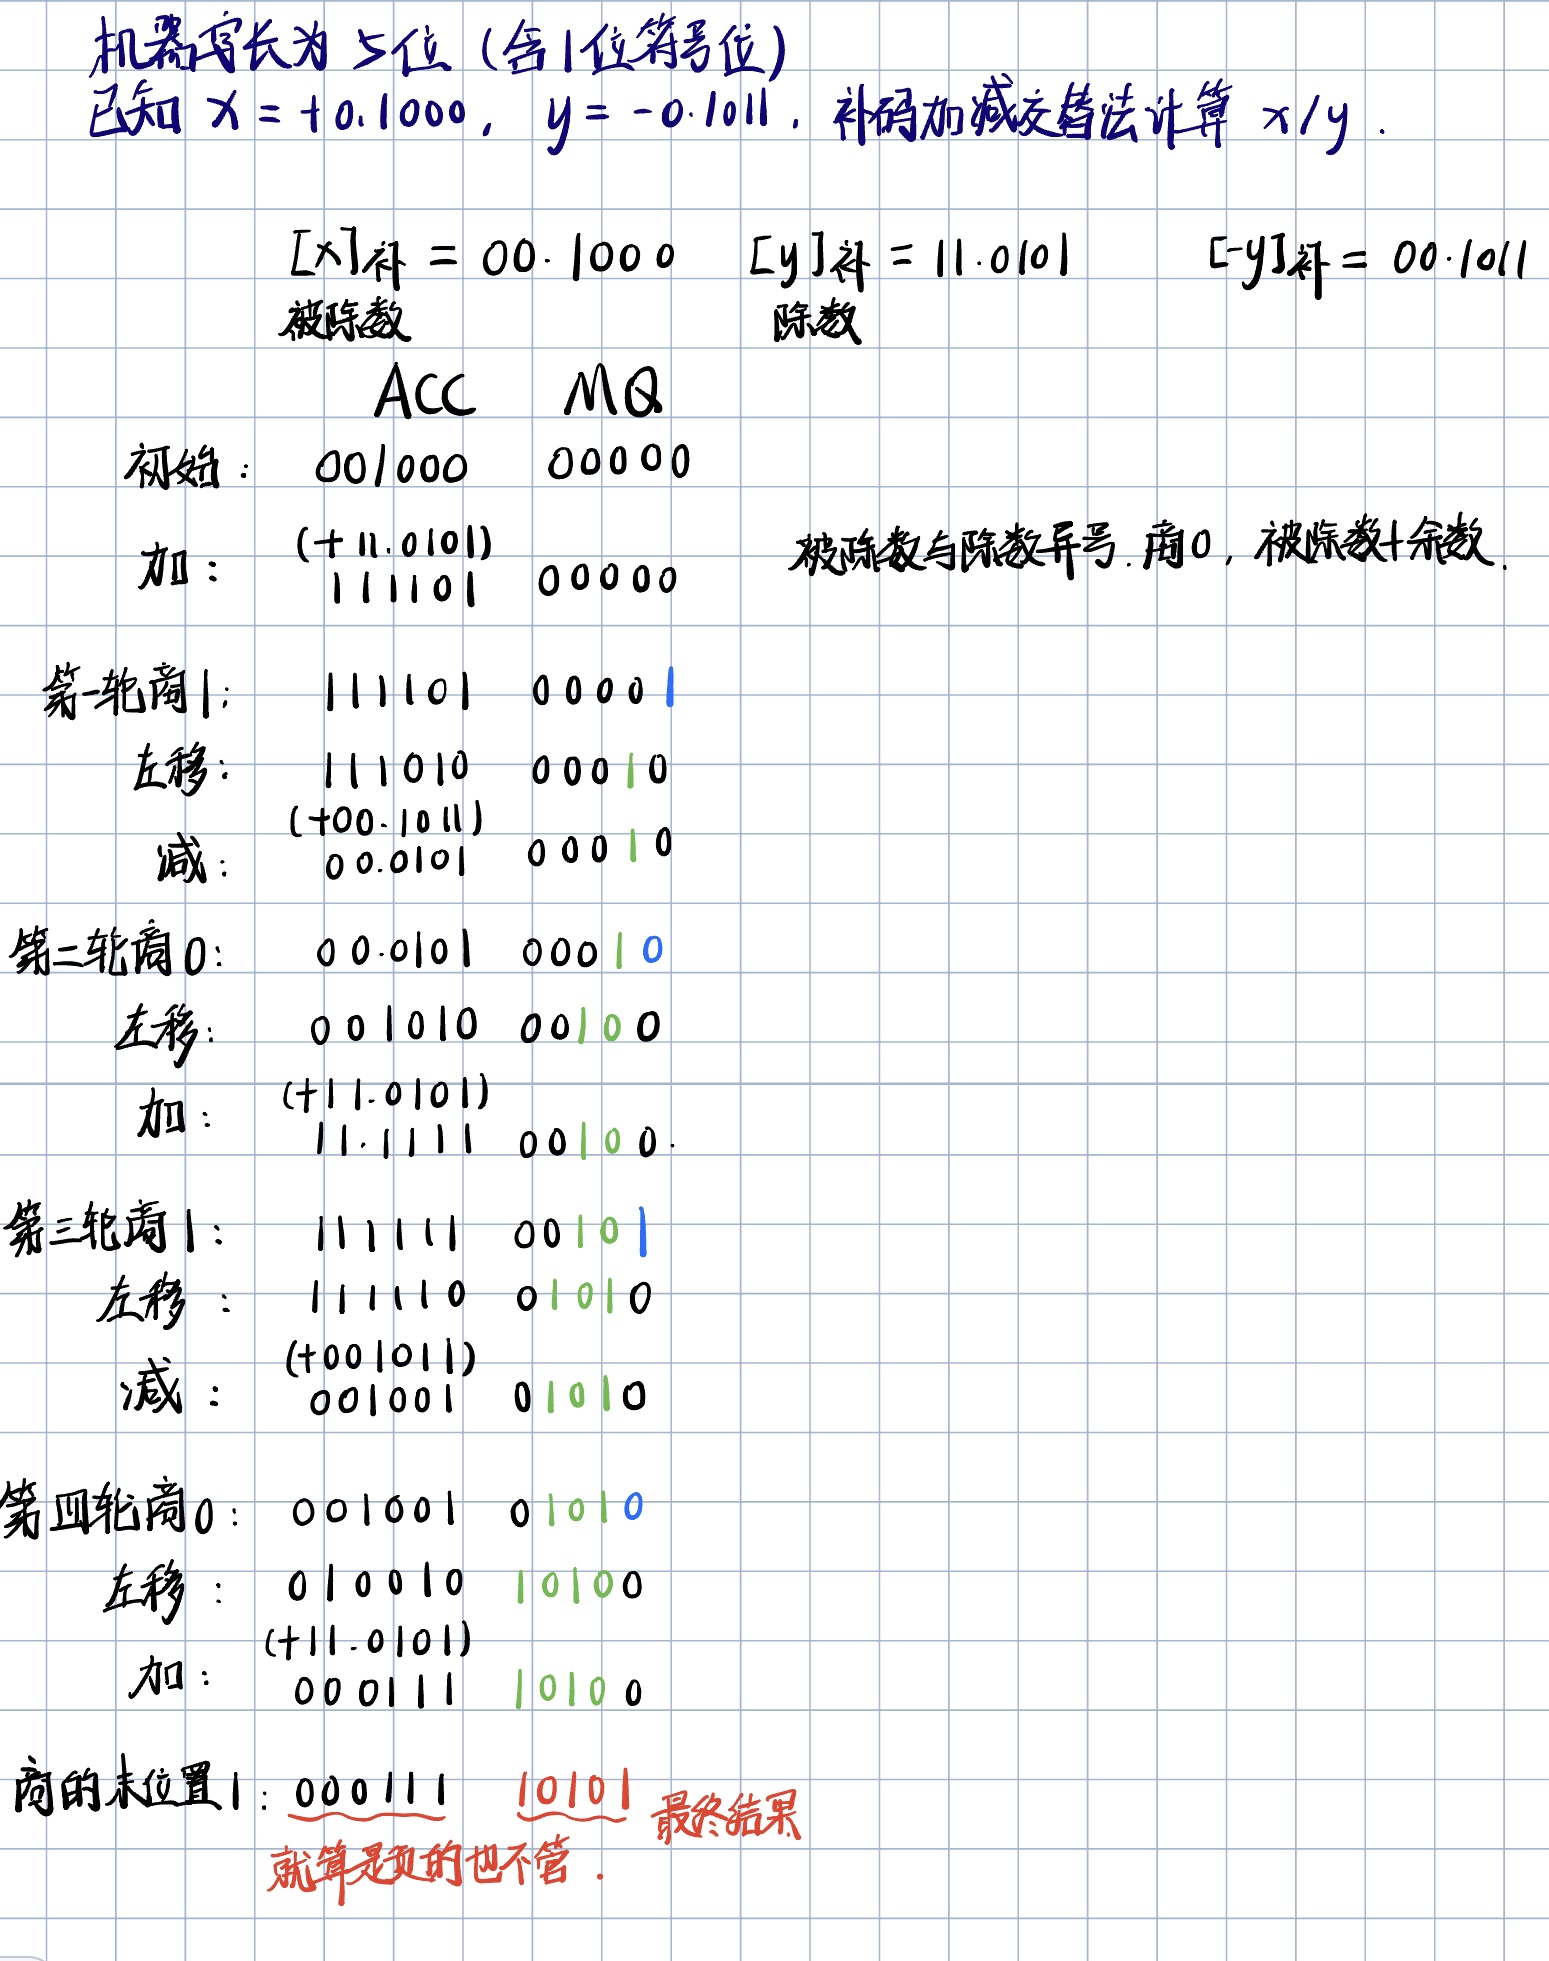 机器字长为 5位 (含1位符号位)
已知 x = +0.1000, y = -0.1011. 补码加减交替法计算 x/y.
[x]补 = 00.1000 [y]补 = 11.0101 [-y]补 = 00.1011
被除数 除数
ACC MQ
初始: 001000 00000
加: (+11.0101)
111101 00000 被除数与除数异号.商0, 被除数+余数.
第一轮商1: 111101 00001
左移: 111010 00010
减: (+00.1011)
00.0101 00010
第二轮商0: 00.0101 00010
左移: 001010 00100
加: (+11.0101)
11.1111 00100.
第三轮商1: 111111 00101
左移: 111110 01010
减: (+001011)
001001 01010
第四轮商0: 001001 01010
左移: 010010 10100
加: (+11.0101)
000111 10100
商的末位置1: 000111 10101 最终结果
就算是负的也不管.